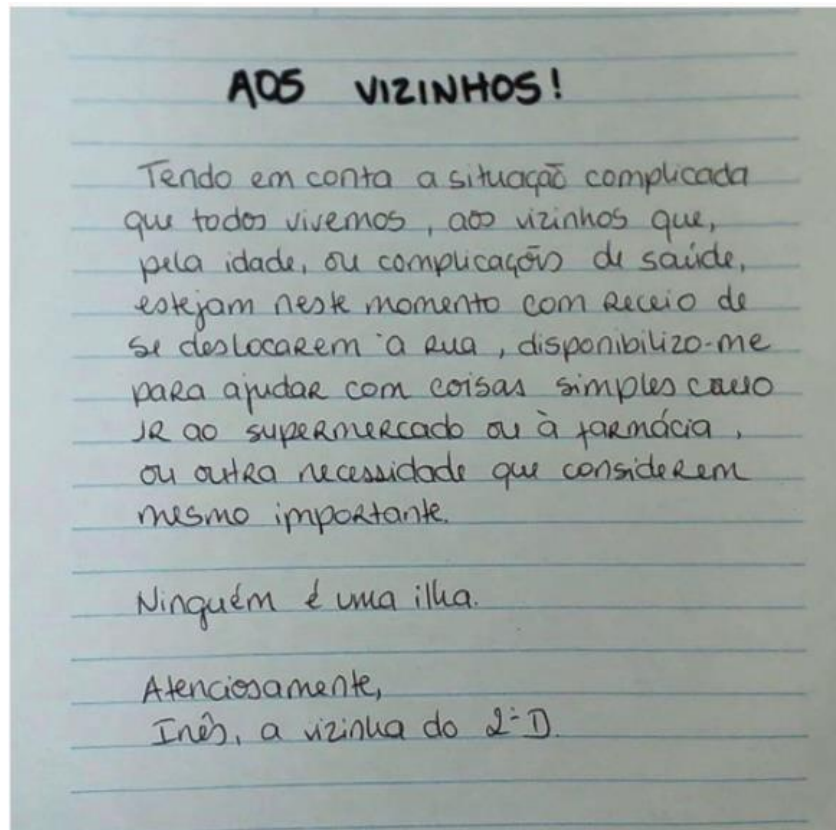 AOS VIZINHOS!
Tendo em conta a situação complicada
que todos vivemos, aos vizinhos que,
pela idade, ou complicações de saúde,
estejam neste momento com receio de
se deslocarem à rua, disponibilizo-me
para ajudar com coisas simples como
ir ao supermercado ou à farmácia,
ou outra necessidade que considerem
mesmo importante.
Ninguém é uma ilha.
Atenciosamente,
Inês, a vizinha do 2º D.